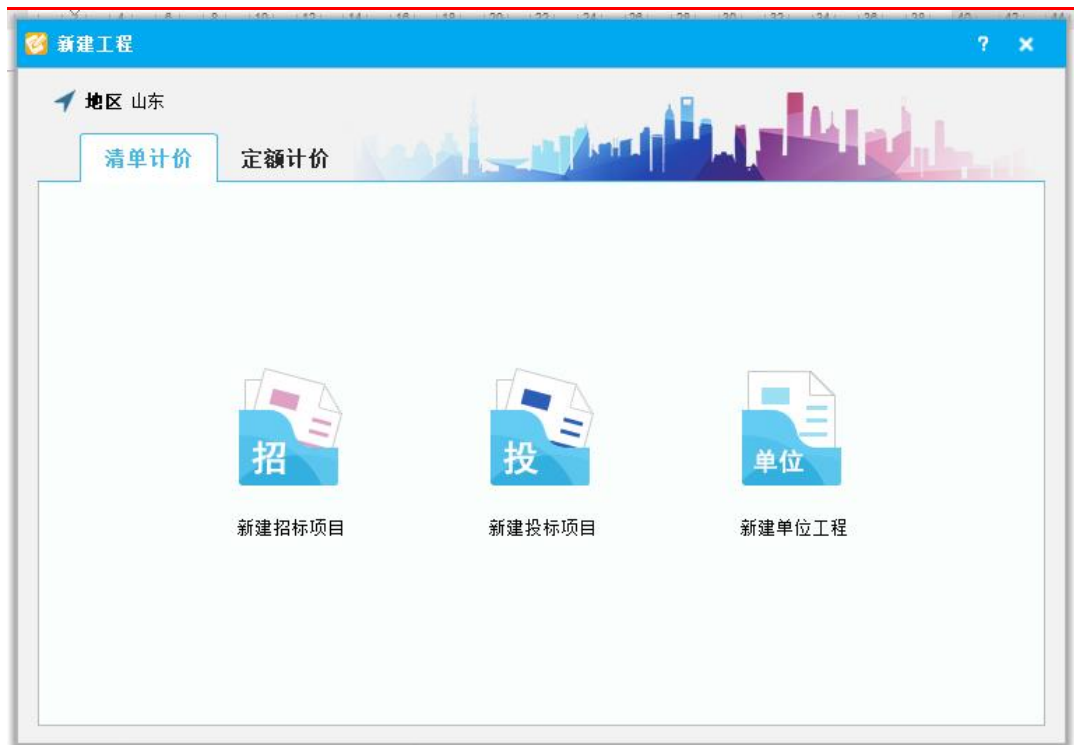 新建工程 ?
地区 山东
清单计价 定额计价
招 投 单位
新建招标项目 新建投标项目 新建单位工程